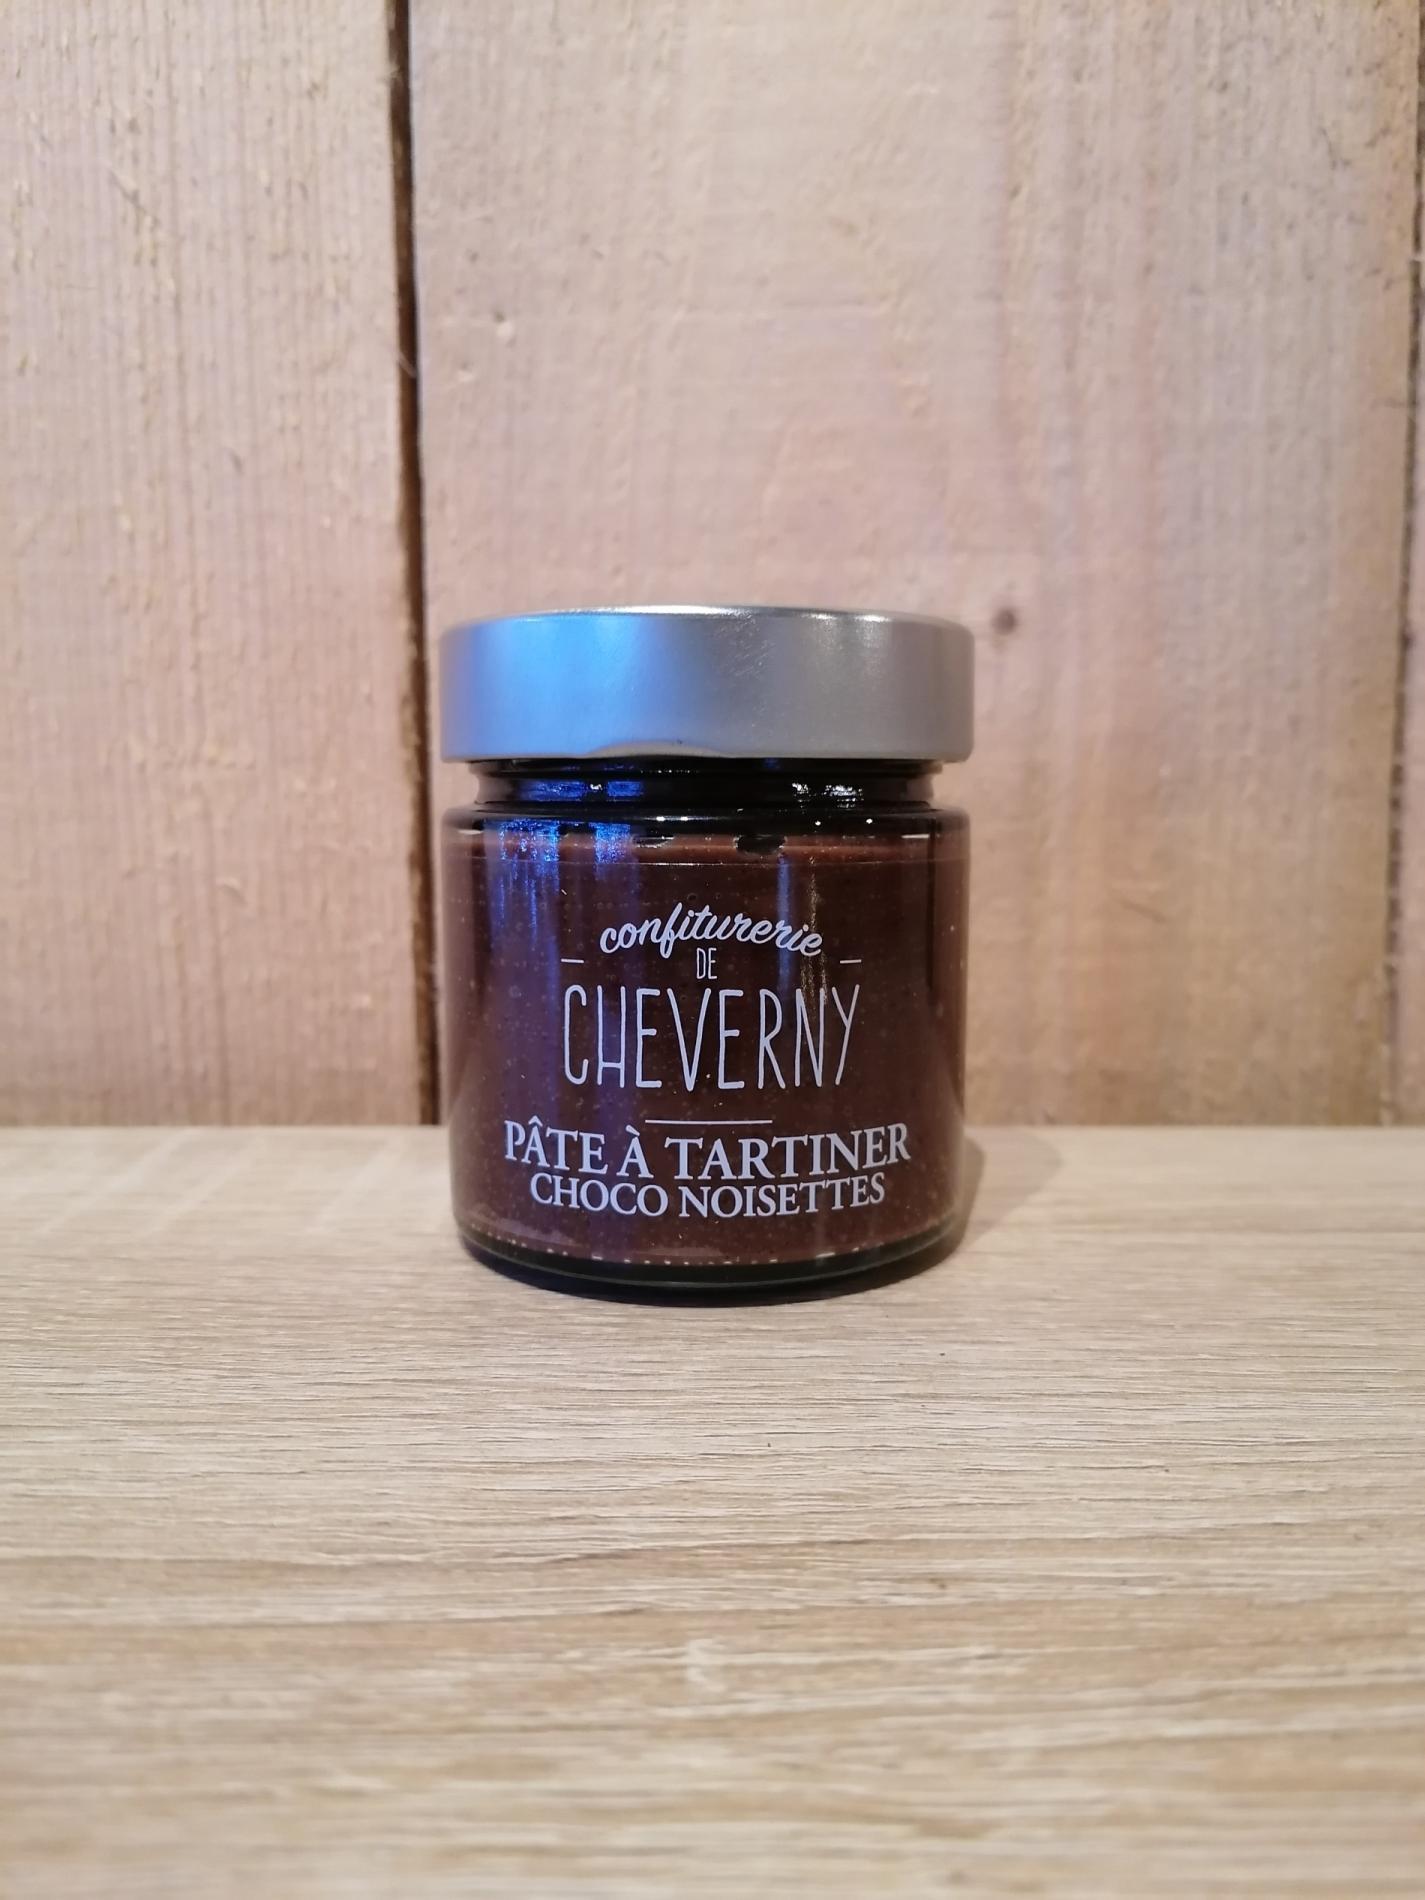 confiturerie
DE
CHEVERNY
PÂTE À TARTINER
CHOCO NOISETTES